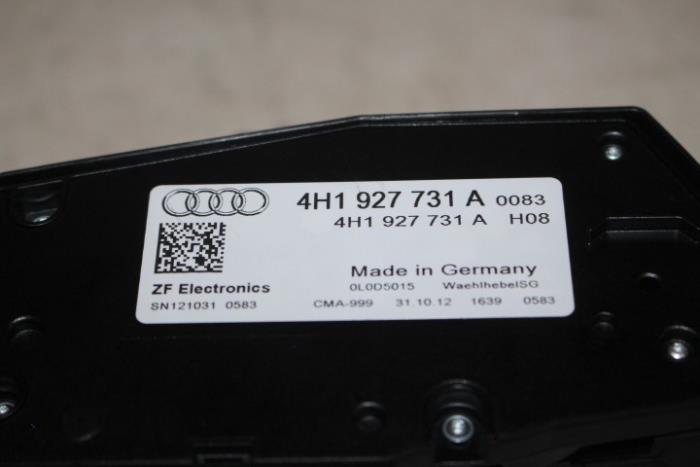 4H1 927 731 A 0083
4H1 927 731 A H08
Made in Germany
ZF Electronics 0L0D5015 WaehlhebelSG
SN121031 0583 CMA-999 31.10.12 1639 0583